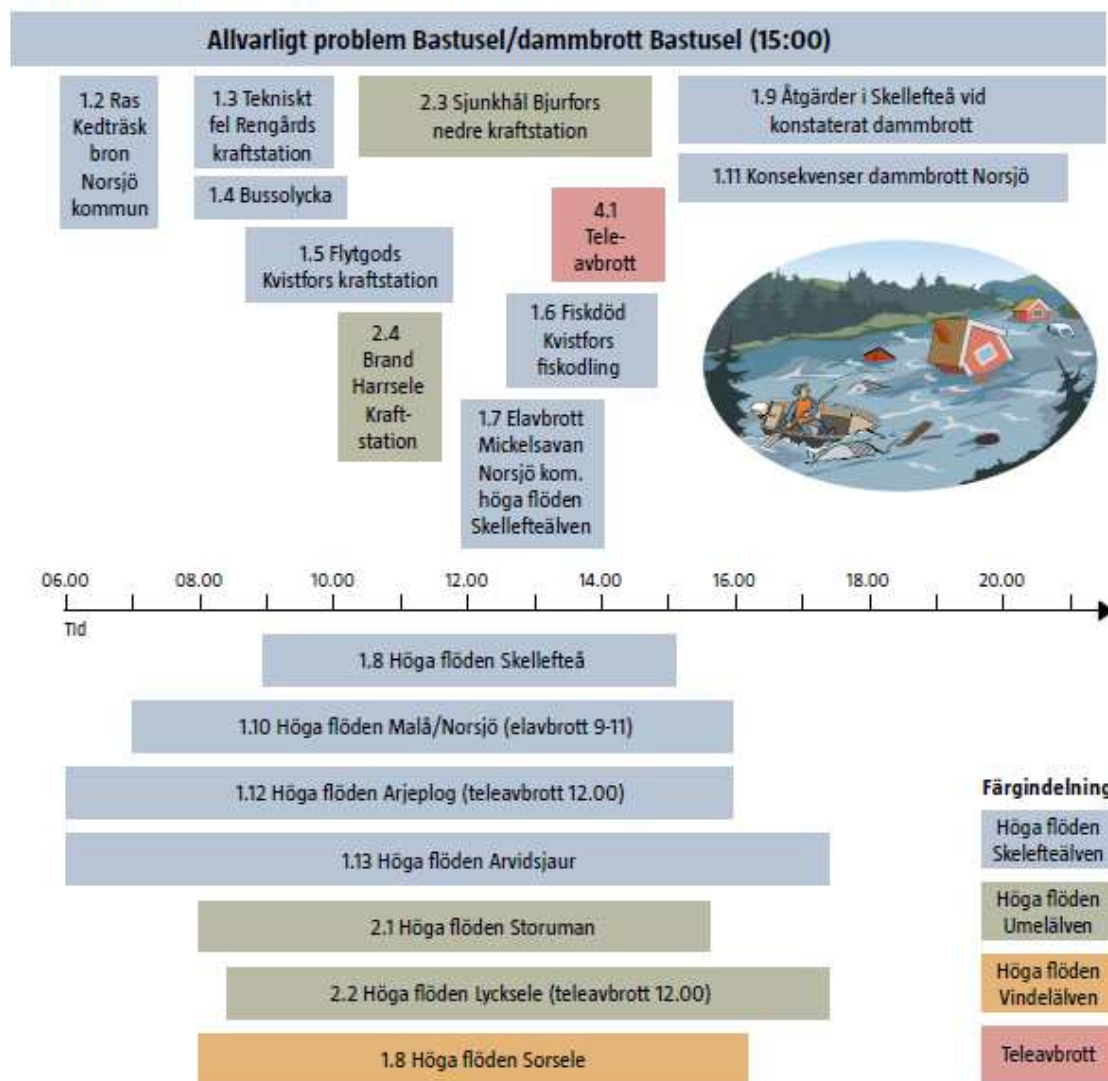 Allvarligt problem Bastusel/dammbrott Bastusel (15:00)
1.2 Ras
Kedträsk
bron
Norsjö
kommun
1.3 Tekniskt
fel Rengårds
kraftstation
2.3 Sjunkhål Bjurfors
nedre kraftstation
1.9 Åtgärder i Skellefteå vid
konstaterat dammbrott
1.4 Bussolycka
1.11 Konsekvenser dammbrott Norsjö
4.1
Tele-
avbrott
1.5 Flytgods
Kvistfors kraftstation
1.6 Fiskdöd
Kvistfors
fiskodling
2.4
Brand
Harrsele
Kraft-
station
1.7 Elavbrott
Mickelsavan
Norsjö kom.
höga flöden
Skellefteälven
06.00 08.00 10.00 12.00 14.00 16.00 18.00 20.00
Tid
1.8 Höga flöden Skellefteå
1.10 Höga flöden Malå/Norsjö (elavbrott 9-11)
1.12 Höga flöden Arjeplog (teleavbrott 12.00)
1.13 Höga flöden Arvidsjaur
2.1 Höga flöden Storuman
2.2 Höga flöden Lycksele (teleavbrott 12.00)
1.8 Höga flöden Sorsele
Färgindelning
Höga flöden
Skelefteälven
Höga flöden
Umelälven
Höga flöden
Vindelälven
Teleavbrott